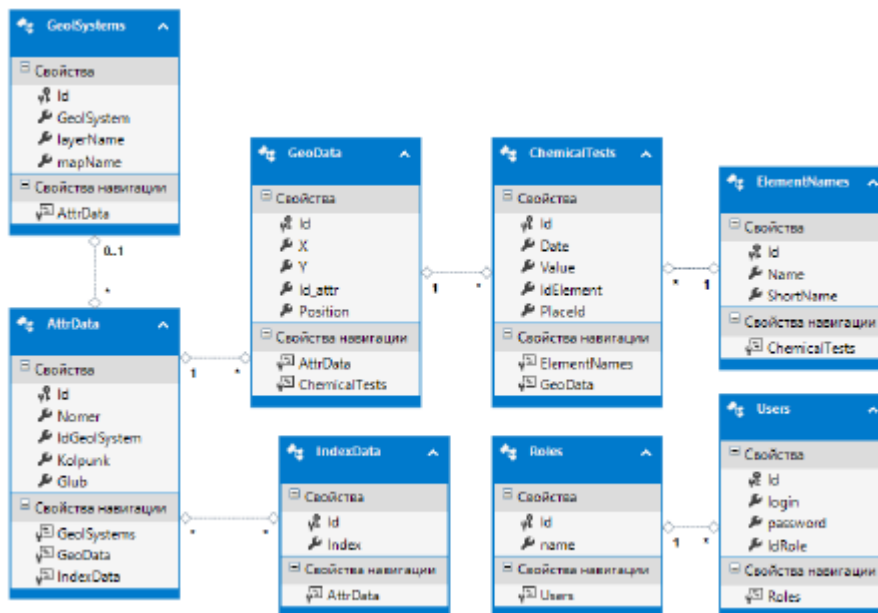 GeolSystems
Свойства
Id
GeolSystem
layerName
mapName
Свойства навигации
AttrData
0..1
*
AttrData
Свойства
Id
Nomer
IdGeolSystem
Kolpunk
Glub
Свойства навигации
GeolSystems
GeoData
IndexData
1
*
*
*
GeoData
Свойства
Id
X
Y
Id_attr
Position
Свойства навигации
AttrData
ChemicalTests
1
*
IndexData
Свойства
Id
Index
Свойства навигации
AttrData
ChemicalTests
Свойства
Id
Date
Value
IdElement
PlaceId
Свойства навигации
ElementNames
GeoData
*
1
Roles
Свойства
Id
name
Свойства навигации
Users
1
*
ElementNames
Свойства
Id
Name
ShortName
Свойства навигации
ChemicalTests
Users
Свойства
Id
login
password
IdRole
Свойства навигации
Roles